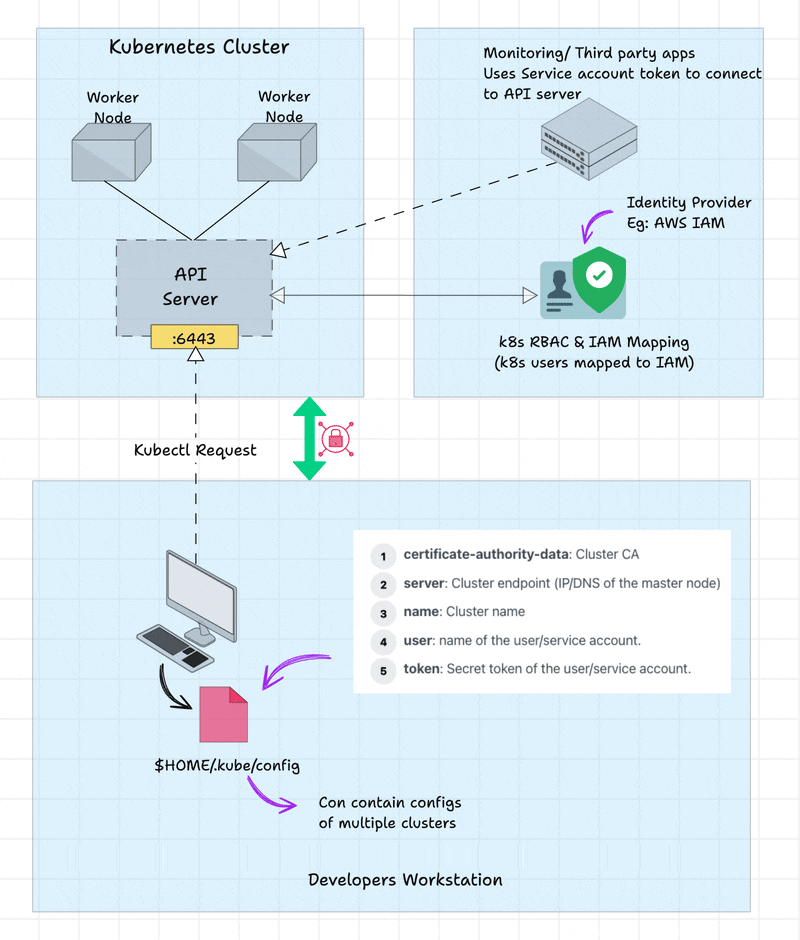 Kubernetes Cluster
Worker
Node
Worker
Node
API
Server
:6443
Monitoring/ Third party apps
Uses Service account token to connect
to API server
Identity Provider
Eg: AWS IAM
k8s RBAC & IAM Mapping
(k8s users mapped to IAM)
Kubectl Request
1 certificate-authority-data: Cluster CA
2 server: Cluster endpoint (IP/DNS of the master node)
3 name: Cluster name
4 user: name of the user/service account.
5 token: Secret token of the user/service account.
$HOME/.kube/config
Con contain configs
of multiple clusters
Developers Workstation